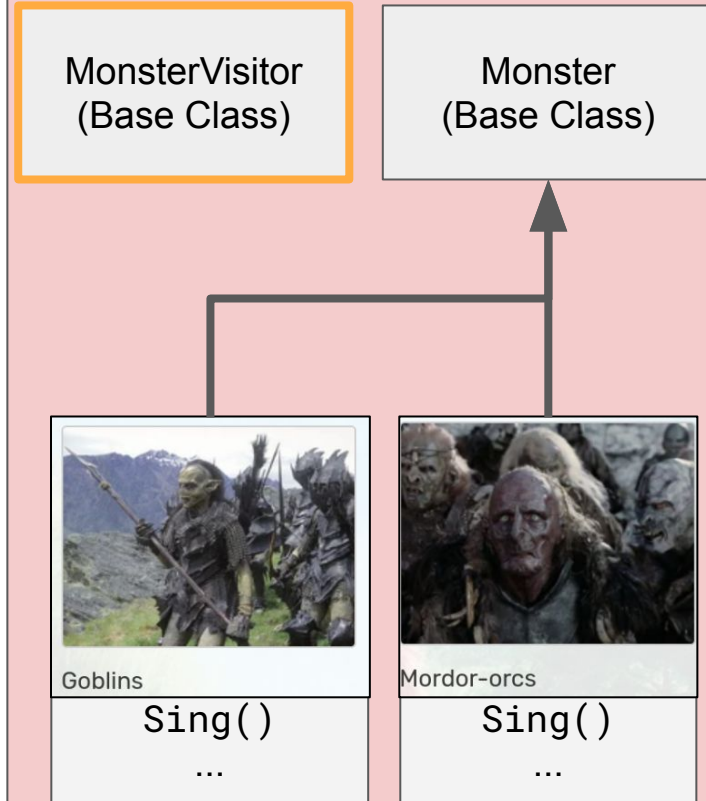 MonsterVisitor
(Base Class)
Monster
(Base Class)
Goblins
Mordor-orcs
Sing()
...
Sing()
...